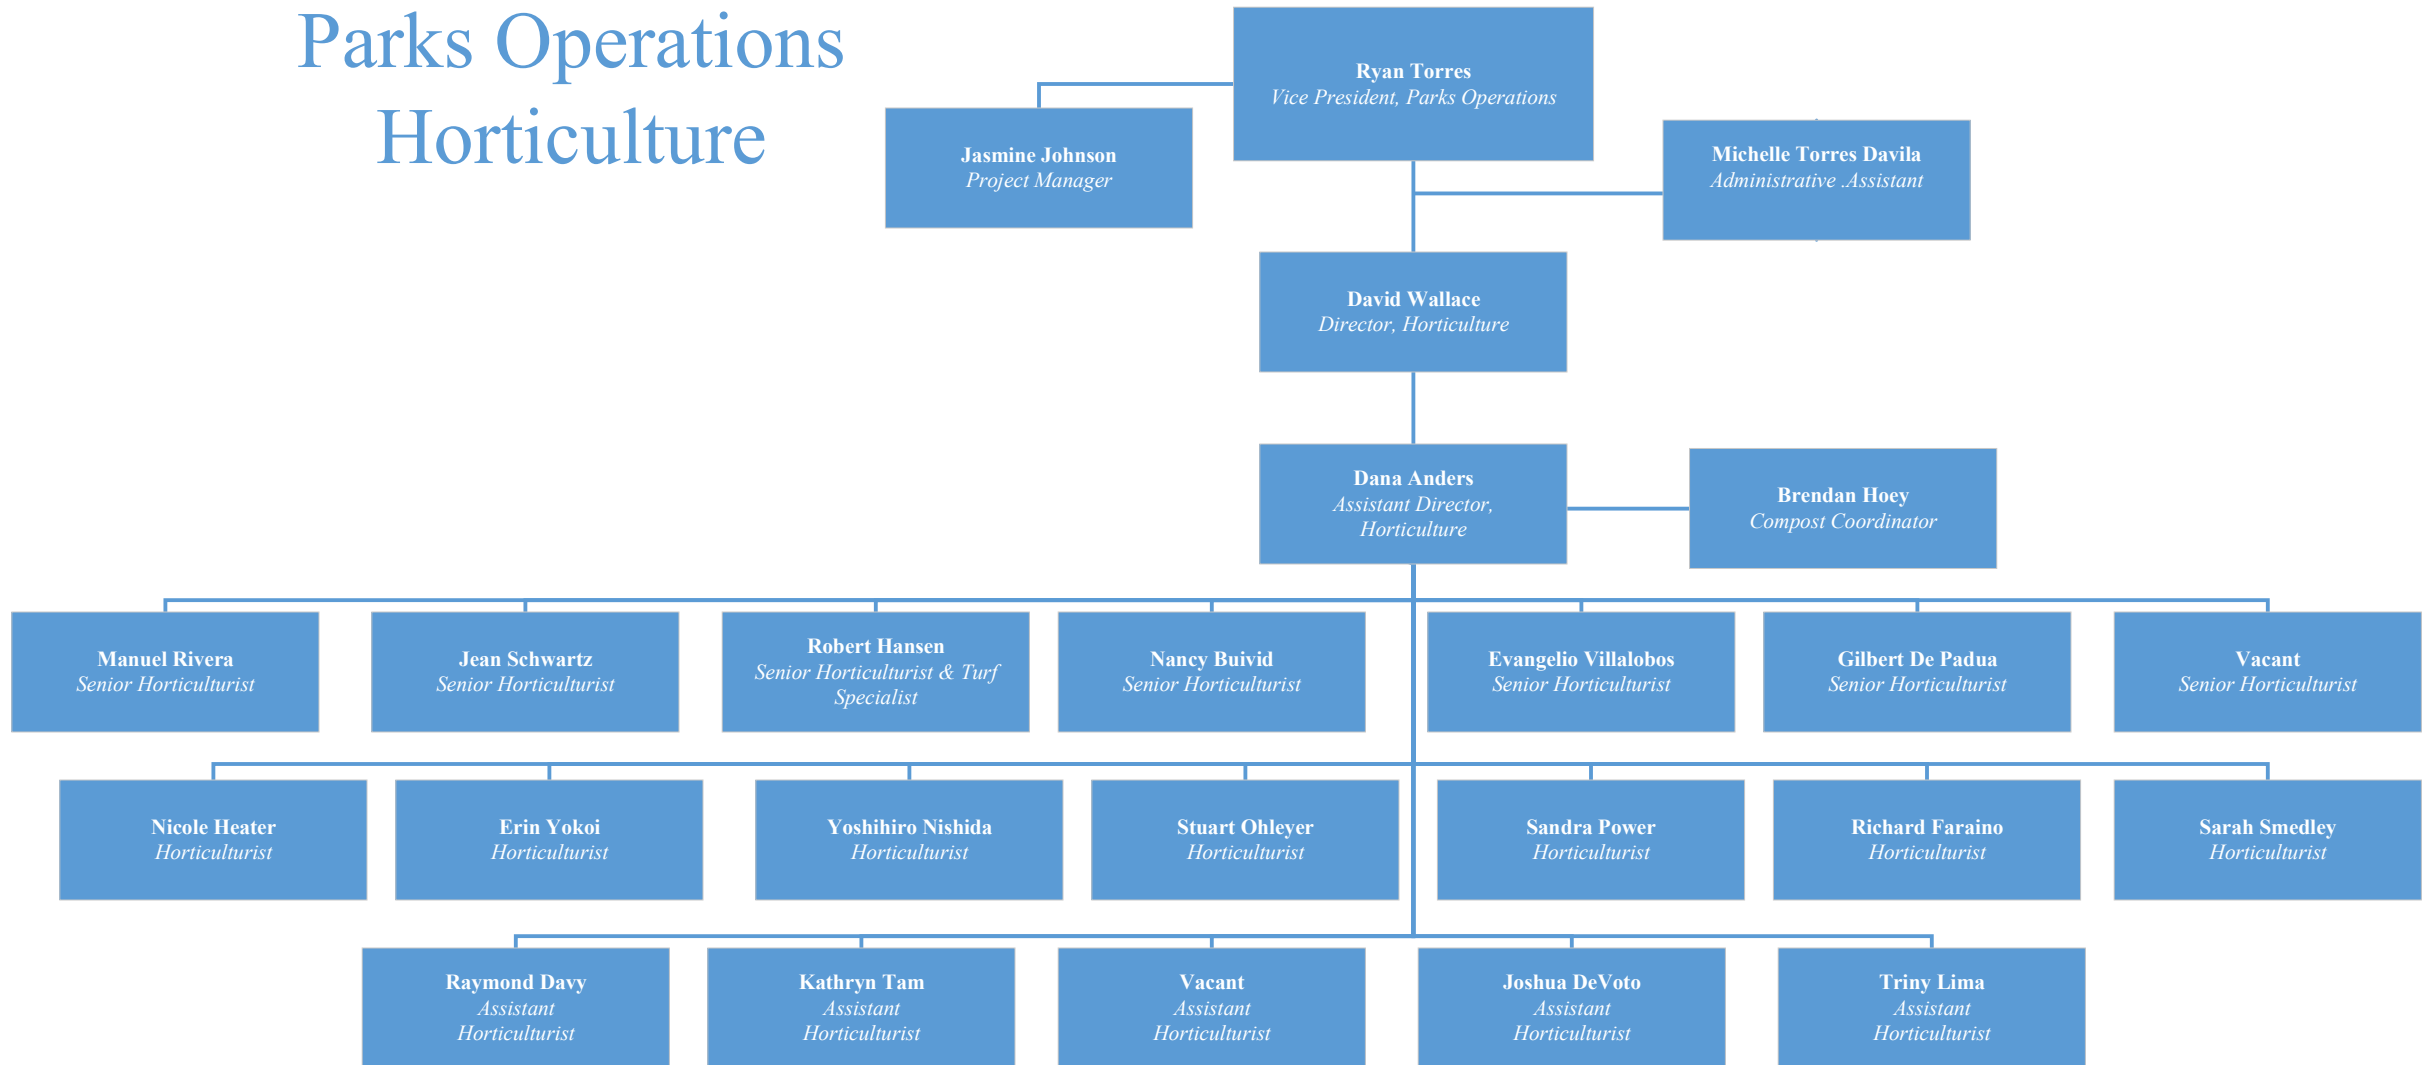 Parks Operations
Horticulture
Ryan Torres
Vice President, Parks Operations
Jasmine Johnson
Project Manager
Michelle Torres Davila
Administrative .Assistant
David Wallace
Director, Horticulture
Dana Anders
Assistant Director,
Horticulture
Brendan Hoey
Compost Coordinator
Manuel Rivera
Senior Horticulturist
Jean Schwartz
Senior Horticulturist
Robert Hansen
Senior Horticulturist & Turf
Specialist
Nancy Buivid
Senior Horticulturist
Evangelio Villalobos
Senior Horticulturist
Gilbert De Padua
Senior Horticulturist
Vacant
Senior Horticulturist
Nicole Heater
Horticulturist
Erin Yokoi
Horticulturist
Yoshihiro Nishida
Horticulturist
Stuart Ohleyer
Horticulturist
Sandra Power
Horticulturist
Richard Faraino
Horticulturist
Sarah Smedley
Horticulturist
Raymond Davy
Assistant
Horticulturist
Kathryn Tam
Assistant
Horticulturist
Vacant
Assistant
Horticulturist
Joshua DeVoto
Assistant
Horticulturist
Triny Lima
Assistant
Horticulturist